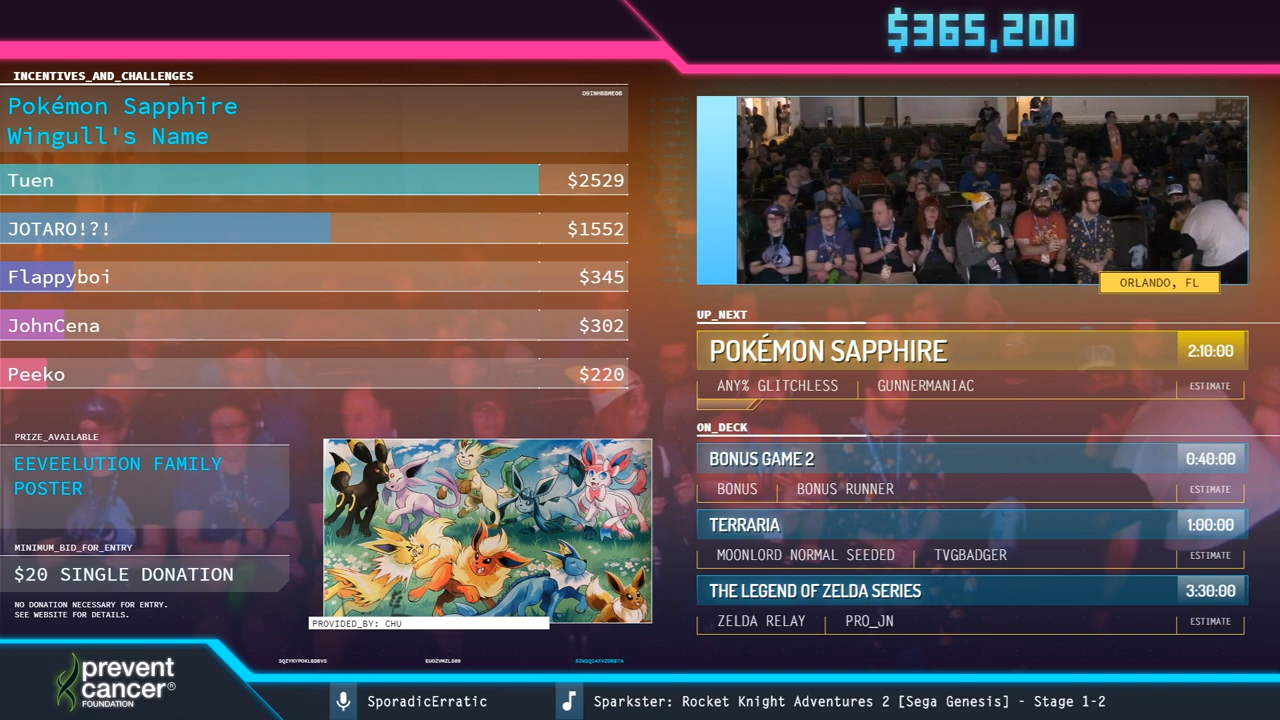 $365,200
INCENTIVES_AND_CHALLENGES
Pokémon Sapphire
Wingull's Name
Tuen $2529
JOTARO!?! $1552
Flappyboi $345
JohnCena $302
Peeko $220
PRIZE_AVAILABLE
EEVEELUTION FAMILY
POSTER
MINIMUM_BID_FOR_ENTRY
$20 SINGLE DONATION
NO DONATION NECESSARY FOR ENTRY.
SEE WEBSITE FOR DETAILS.
PROVIDED_BY: CHU
ORLANDO, FL
UP_NEXT
POKÉMON SAPPHIRE 2:10:00
ANY% GLITCHLESS GUNNERMANIAC ESTIMATE
ON_DECK
BONUS GAME 2 0:40:00
BONUS BONUS RUNNER ESTIMATE
TERRARIA 1:00:00
MOONLORD NORMAL SEEDED TVGBADGER ESTIMATE
THE LEGEND OF ZELDA SERIES 3:30:00
ZELDA RELAY PRO_JN ESTIMATE
prevent
cancer®
FOUNDATION
SporadicErratic
Sparkster: Rocket Knight Adventures 2 [Sega Genesis] - Stage 1-2